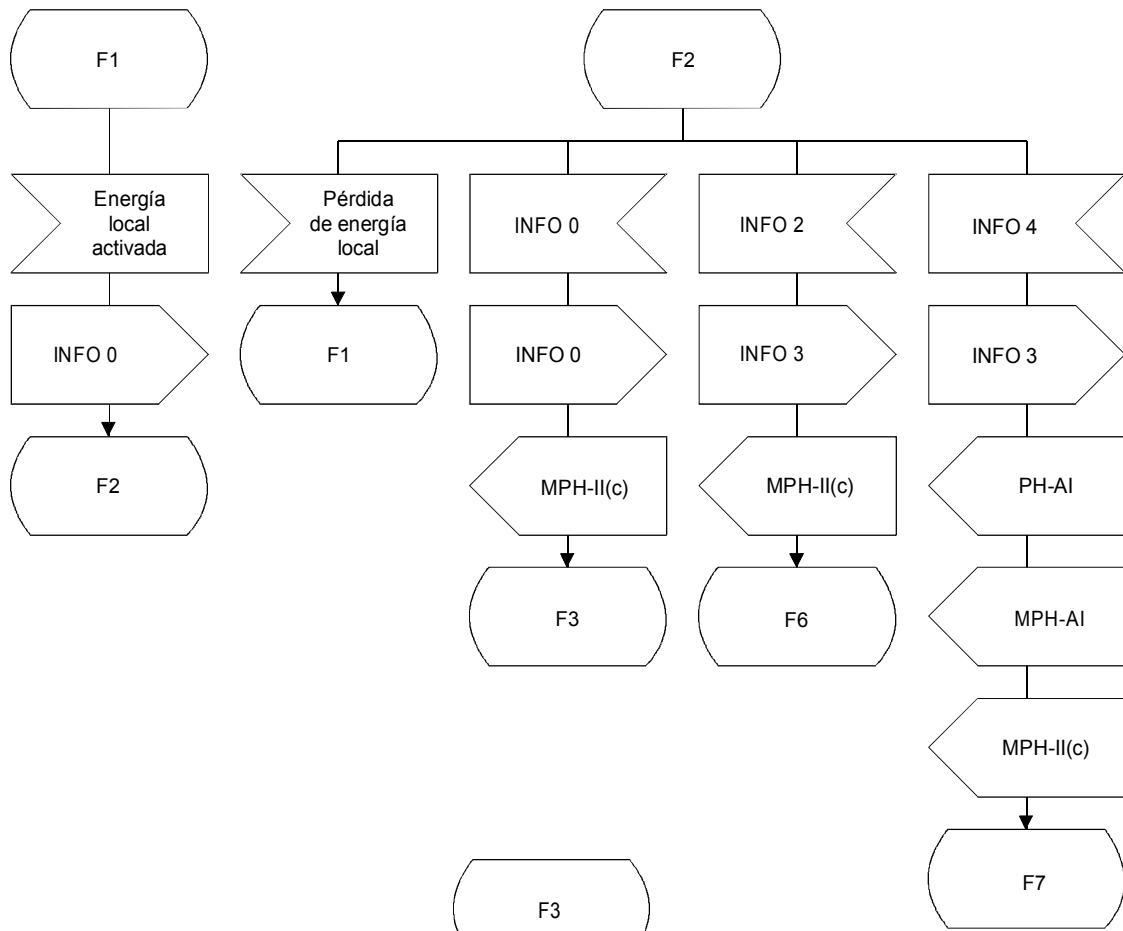 F1
F2
Energía
local
activada
Pérdida
de energía
local
INFO 0
INFO 2
INFO 4
INFO 0
F1
INFO 0
INFO 3
INFO 3
F2
MPH-II(c)
MPH-II(c)
PH-AI
F3
F6
MPH-AI
MPH-II(c)
F7
F3